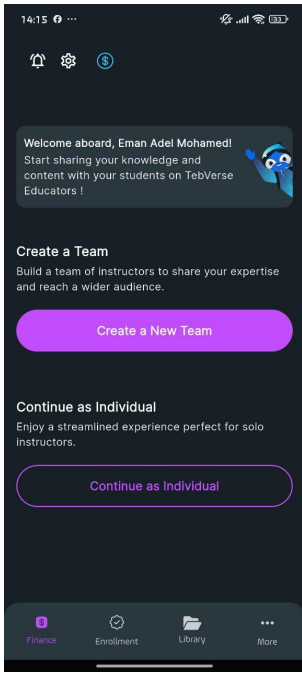 14:15
Welcome aboard, Eman Adel Mohamed!
Start sharing your knowledge and
content with your students on TebVerse
Educators !
Create a Team
Build a team of instructors to share your expertise
and reach a wider audience.
Create a New Team
Continue as Individual
Enjoy a streamlined experience perfect for solo
instructors.
Continue as Individual
Finance Enrollment Library More